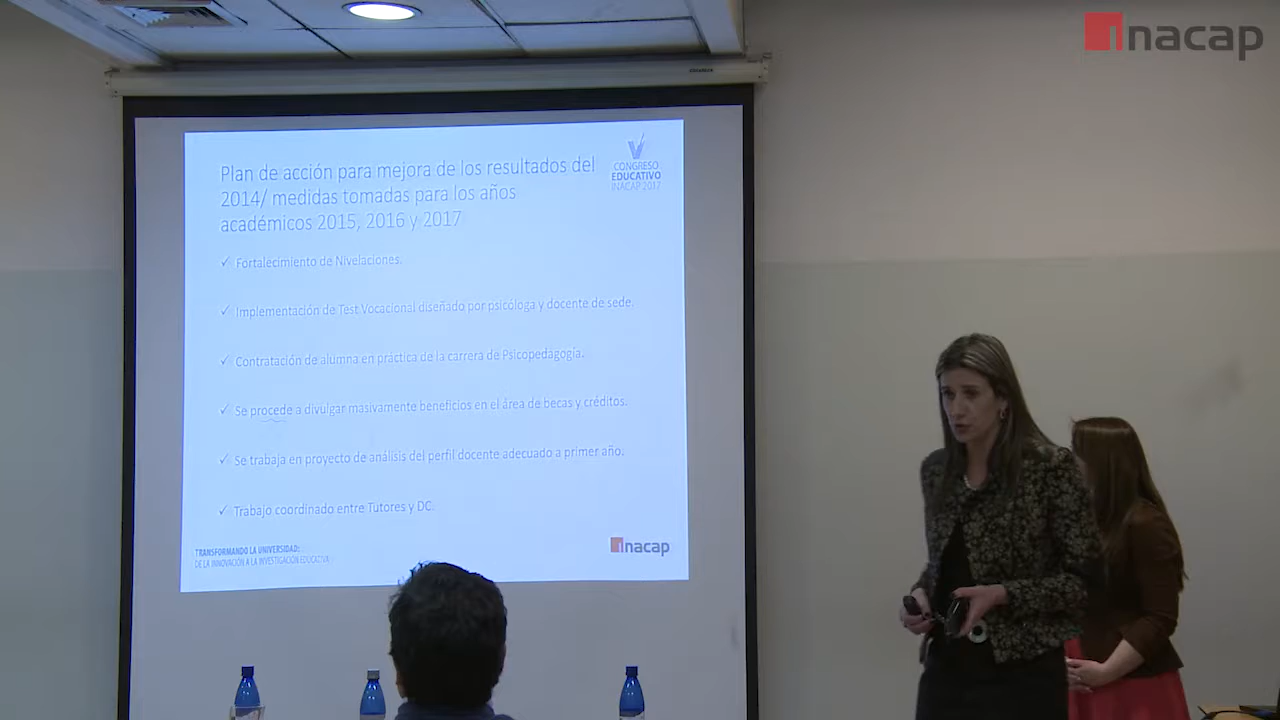 inacap
Plan de acción para mejora de los resultados del
2014/ medidas tomadas para los años
académicos 2015, 2016 y 2017
CONGRESO
EDUCATIVO
INACAP 2017
✓ Fortalecimiento de Nivelaciones.
✓ Implementación de Test Vocacional diseñado por psicóloga y docente de sede.
✓ Contratación de alumna en práctica de la carrera de Psicopedagogía.
✓ Se procede a divulgar masivamente beneficios en el área de becas y créditos.
✓ Se trabaja en proyecto de análisis del perfil docente adecuado a primer año.
✓ Trabajo coordinado entre Tutores y DC.
TRANSFORMANDO LA UNIVERSIDAD:
DE LA INNOVACIÓN A LA INVESTIGACIÓN EDUCATIVA
inacap